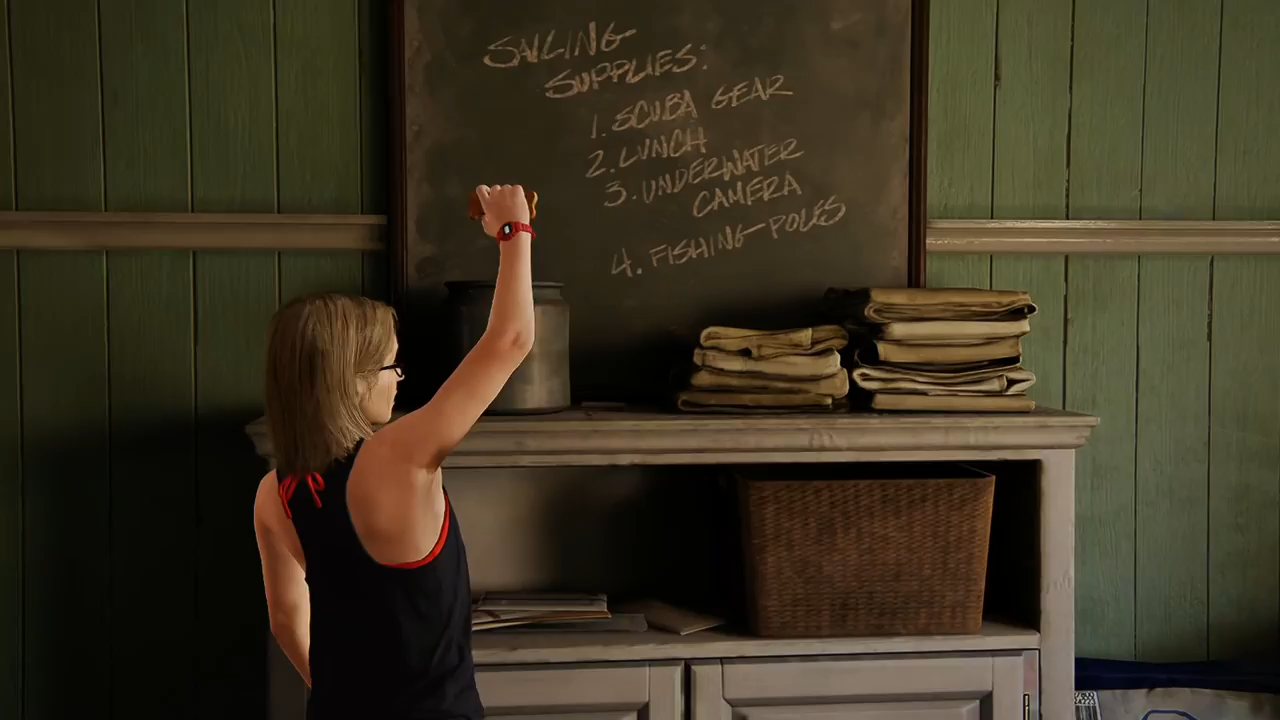 SAILING
SUPPLIES:
1. SCUBA GEAR
2. LUNCH
3. UNDERWATER
CAMERA
4. FISHING POLES